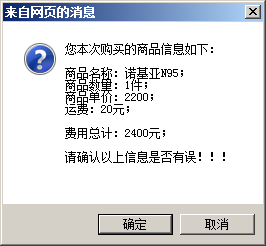 来自网页的消息
您本次购买的商品信息如下：
商品名称：诺基亚N95；
商品数量：1件；
商品单价：2200；
运费：20元；
费用总计：2400元；
请确认以上信息是否有误！！！
确定
取消